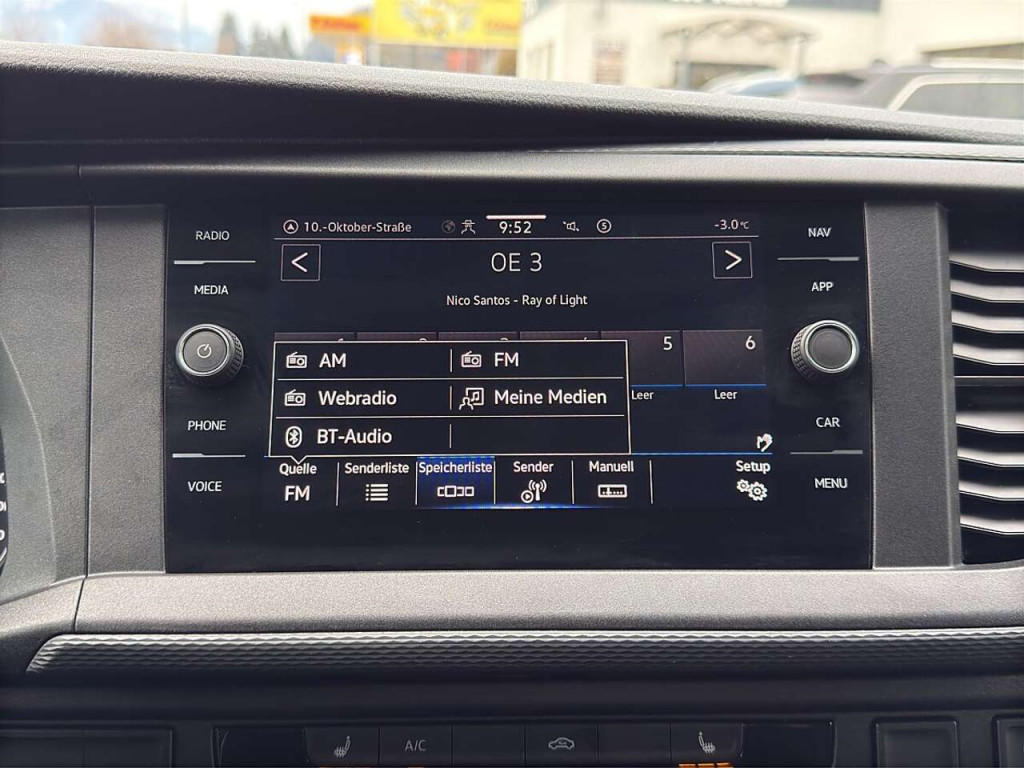 RADIO
MEDIA
PHONE
VOICE
10.-Oktober-Straße 9:52 5 -3.0°C
< OE 3 >
Nico Santos - Ray of Light
5 6
Leer Leer
AM FM
Webradio Meine Medien
BT-Audio
Quelle Senderliste Speicherliste Sender Manuell Setup
FM
NAV
APP
CAR
MENU
A/C